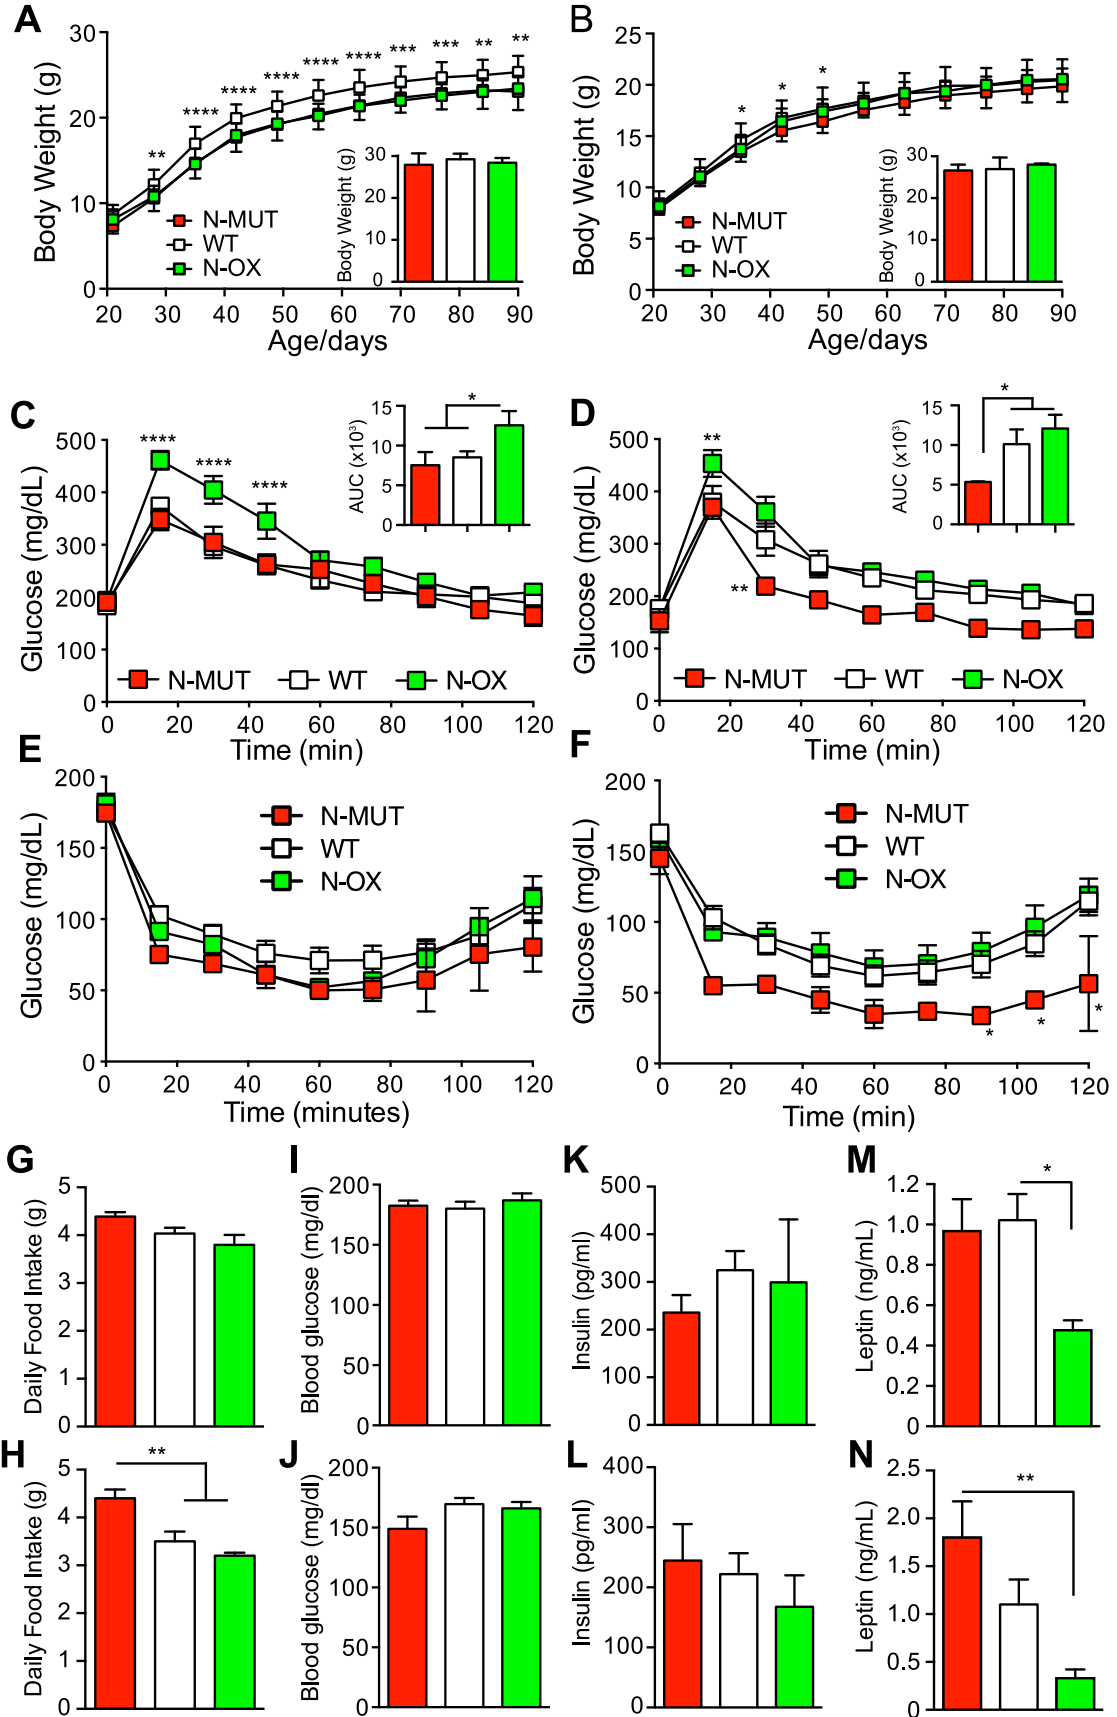 A
Body Weight (g)
30
20
10
0
** **** **** **** **** **** *** *** ** **
N-MUT
WT
N-OX
Body Weight (g)
30
20
10
0
20 30 40 50 60 70 80 90
Age/days
B
Body Weight (g)
25
20
15
10
5
0
* * *
N-MUT
WT
N-OX
Body Weight (g)
30
20
10
0
20 30 40 50 60 70 80 90
Age/days
C
Glucose (mg/dL)
500
400
300
200
100
0
**** **** ****
AUC (x10³)
15
10
5
0
*
N-MUT WT N-OX
0 20 40 60 80 100 120
Time (min)
D
Glucose (mg/dL)
500
400
300
200
100
0
**
**
AUC (x10³)
15
10
5
0
*
N-MUT WT N-OX
0 20 40 60 80 100 120
Time (min)
E
Glucose (mg/dL)
200
150
100
50
0
N-MUT
WT
N-OX
0 20 40 60 80 100 120
Time (minutes)
F
Glucose (mg/dL)
200
150
100
50
0
N-MUT
WT
N-OX
* * *
0 20 40 60 80 100 120
Time (min)
G
Daily Food Intake (g)
5
4
3
2
1
0
I
Blood glucose (mg/dl)
200
150
100
50
0
K
Insulin (pg/ml)
500
400
300
200
100
0
M
Leptin (ng/mL)
1.2
1.0
0.8
0.6
0.4
0.2
0
*
H
Daily Food Intake (g)
5
4
3
2
1
0
**
J
Blood glucose (mg/dl)
200
150
100
50
0
L
Insulin (pg/ml)
400
300
200
100
0
N
Leptin (ng/mL)
2.5
2.0
1.5
1.0
0.5
0
**